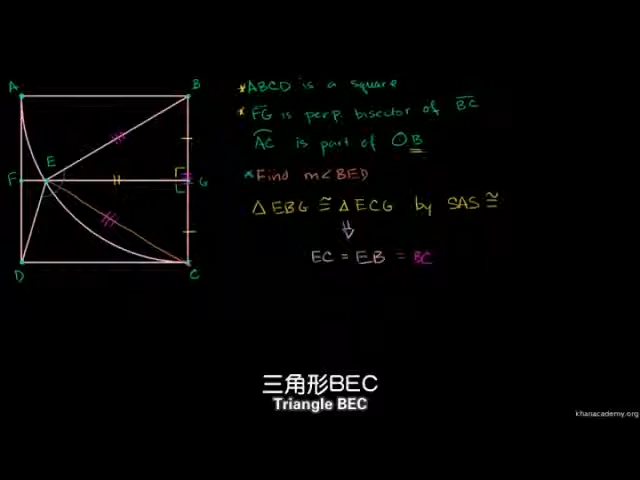 A
B
*ABCD is a square
* FG is perp. bisector of BC
AC is part of ⊙B
E
F
G
*Find m∠BED
△EBG ≅ △ECG by SAS ≅
⇓
EC = EB = BC
D
C
三角形BEC
Triangle BEC
khanacademy.org